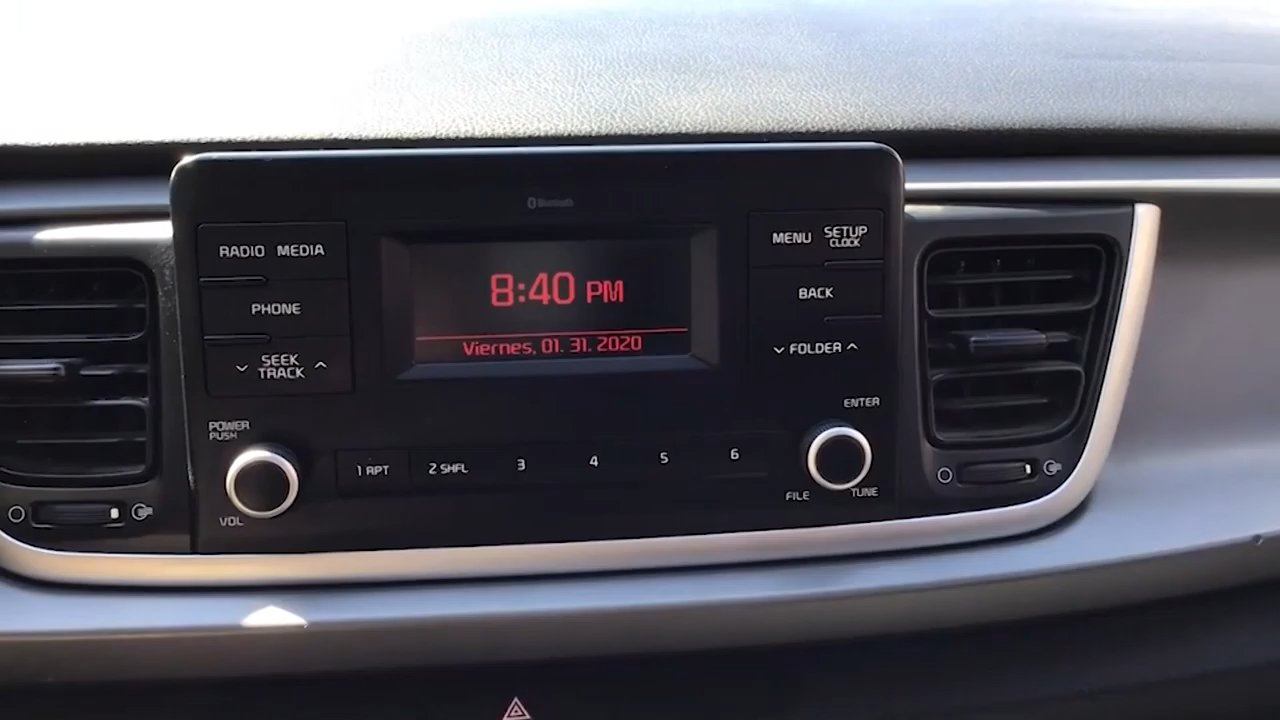 Bluetooth
RADIO MEDIA
PHONE
SEEK
TRACK
POWER
PUSH
VOL
8:40 PM
Viernes, 01. 31. 2020
1 RPT
2 SHFL
3
4
5
6
MENU
SETUP
CLOCK
BACK
FOLDER
ENTER
FILE
TUNE